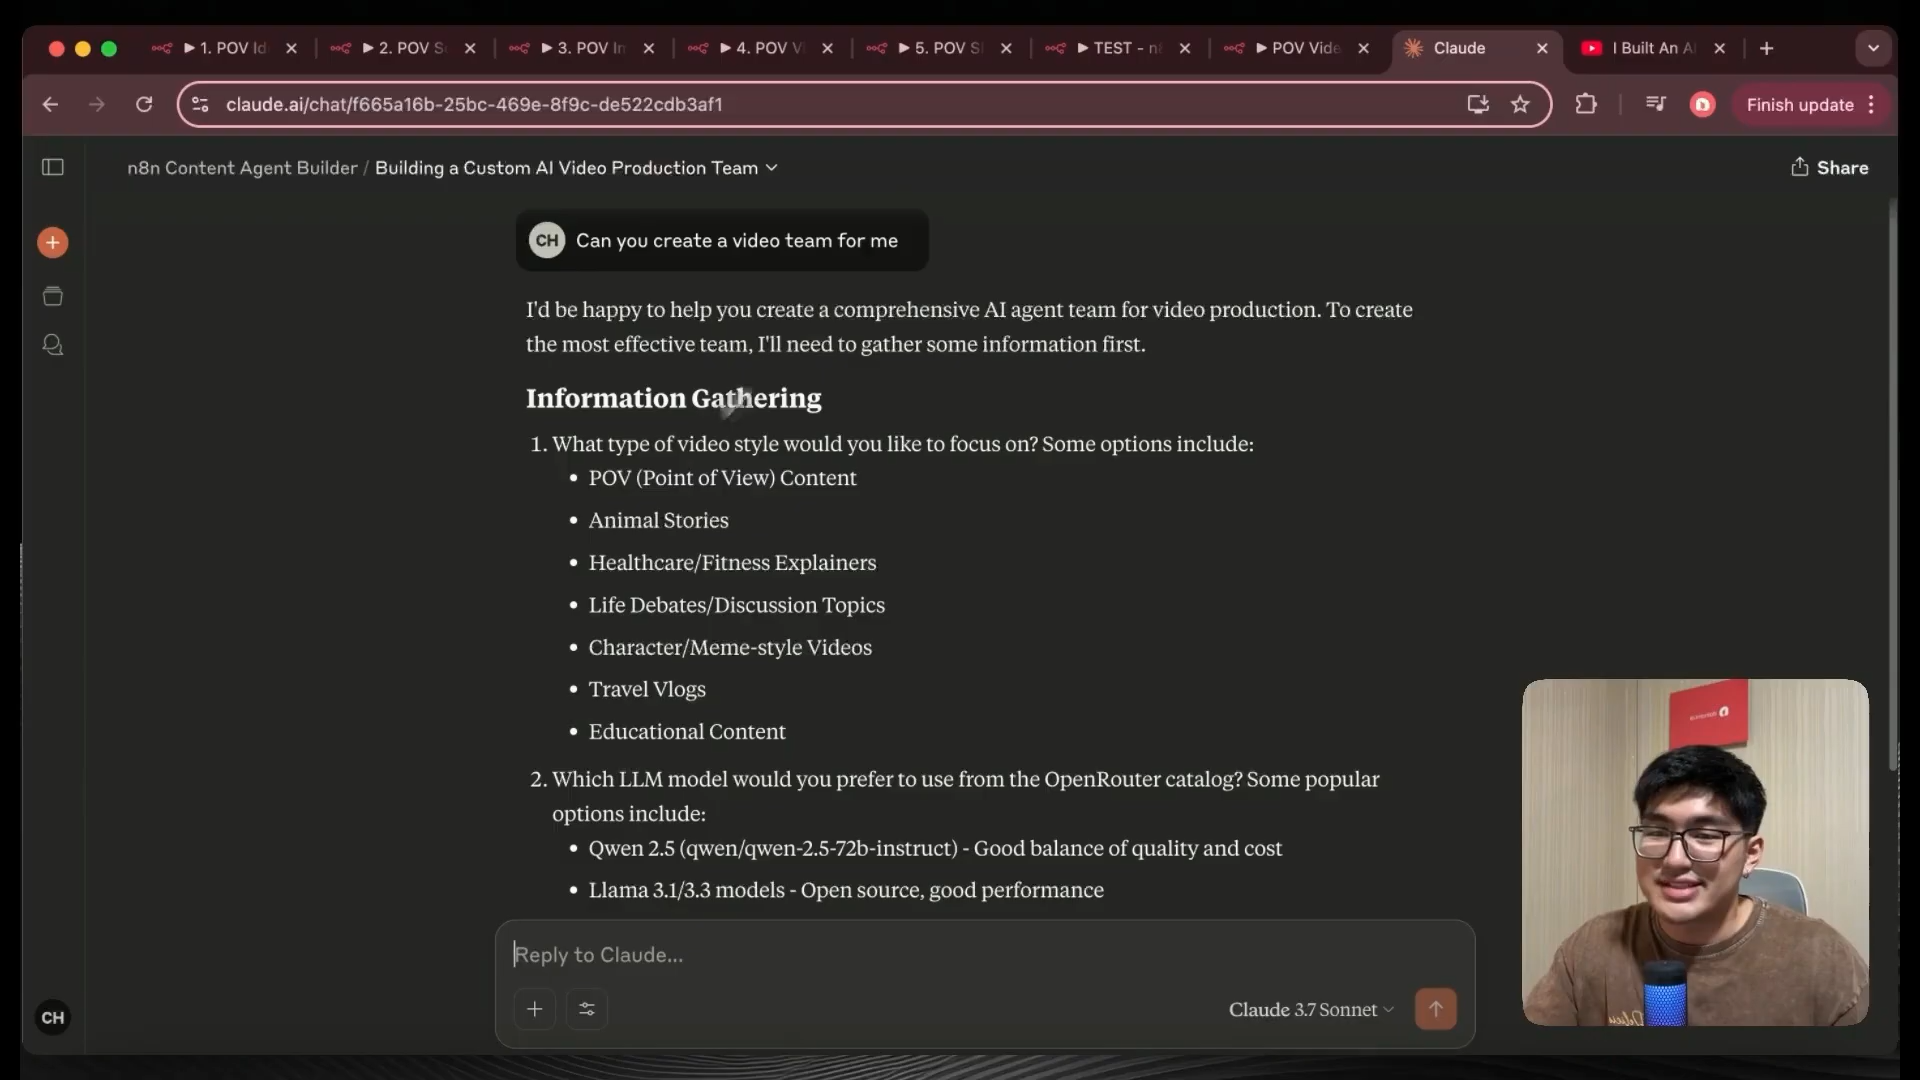 1. POV Id
2. POV S
3. POV In
4. POV V
5. POV S
TEST - n
POV Vide
Claude
I Built An A
claude.ai/chat/f665a16b-25bc-469e-8f9c-de522cdb3af1
Finish update
n8n Content Agent Builder / Building a Custom AI Video Production Team
Share
CH Can you create a video team for me
I'd be happy to help you create a comprehensive AI agent team for video production. To create
the most effective team, I'll need to gather some information first.
Information Gathering
1. What type of video style would you like to focus on? Some options include:
• POV (Point of View) Content
• Animal Stories
• Healthcare/Fitness Explainers
• Life Debates/Discussion Topics
• Character/Meme-style Videos
• Travel Vlogs
• Educational Content
2. Which LLM model would you prefer to use from the OpenRouter catalog? Some popular
options include:
• Qwen 2.5 (qwen/qwen-2.5-72b-instruct) - Good balance of quality and cost
• Llama 3.1/3.3 models - Open source, good performance
Reply to Claude...
Claude 3.7 Sonnet
CH